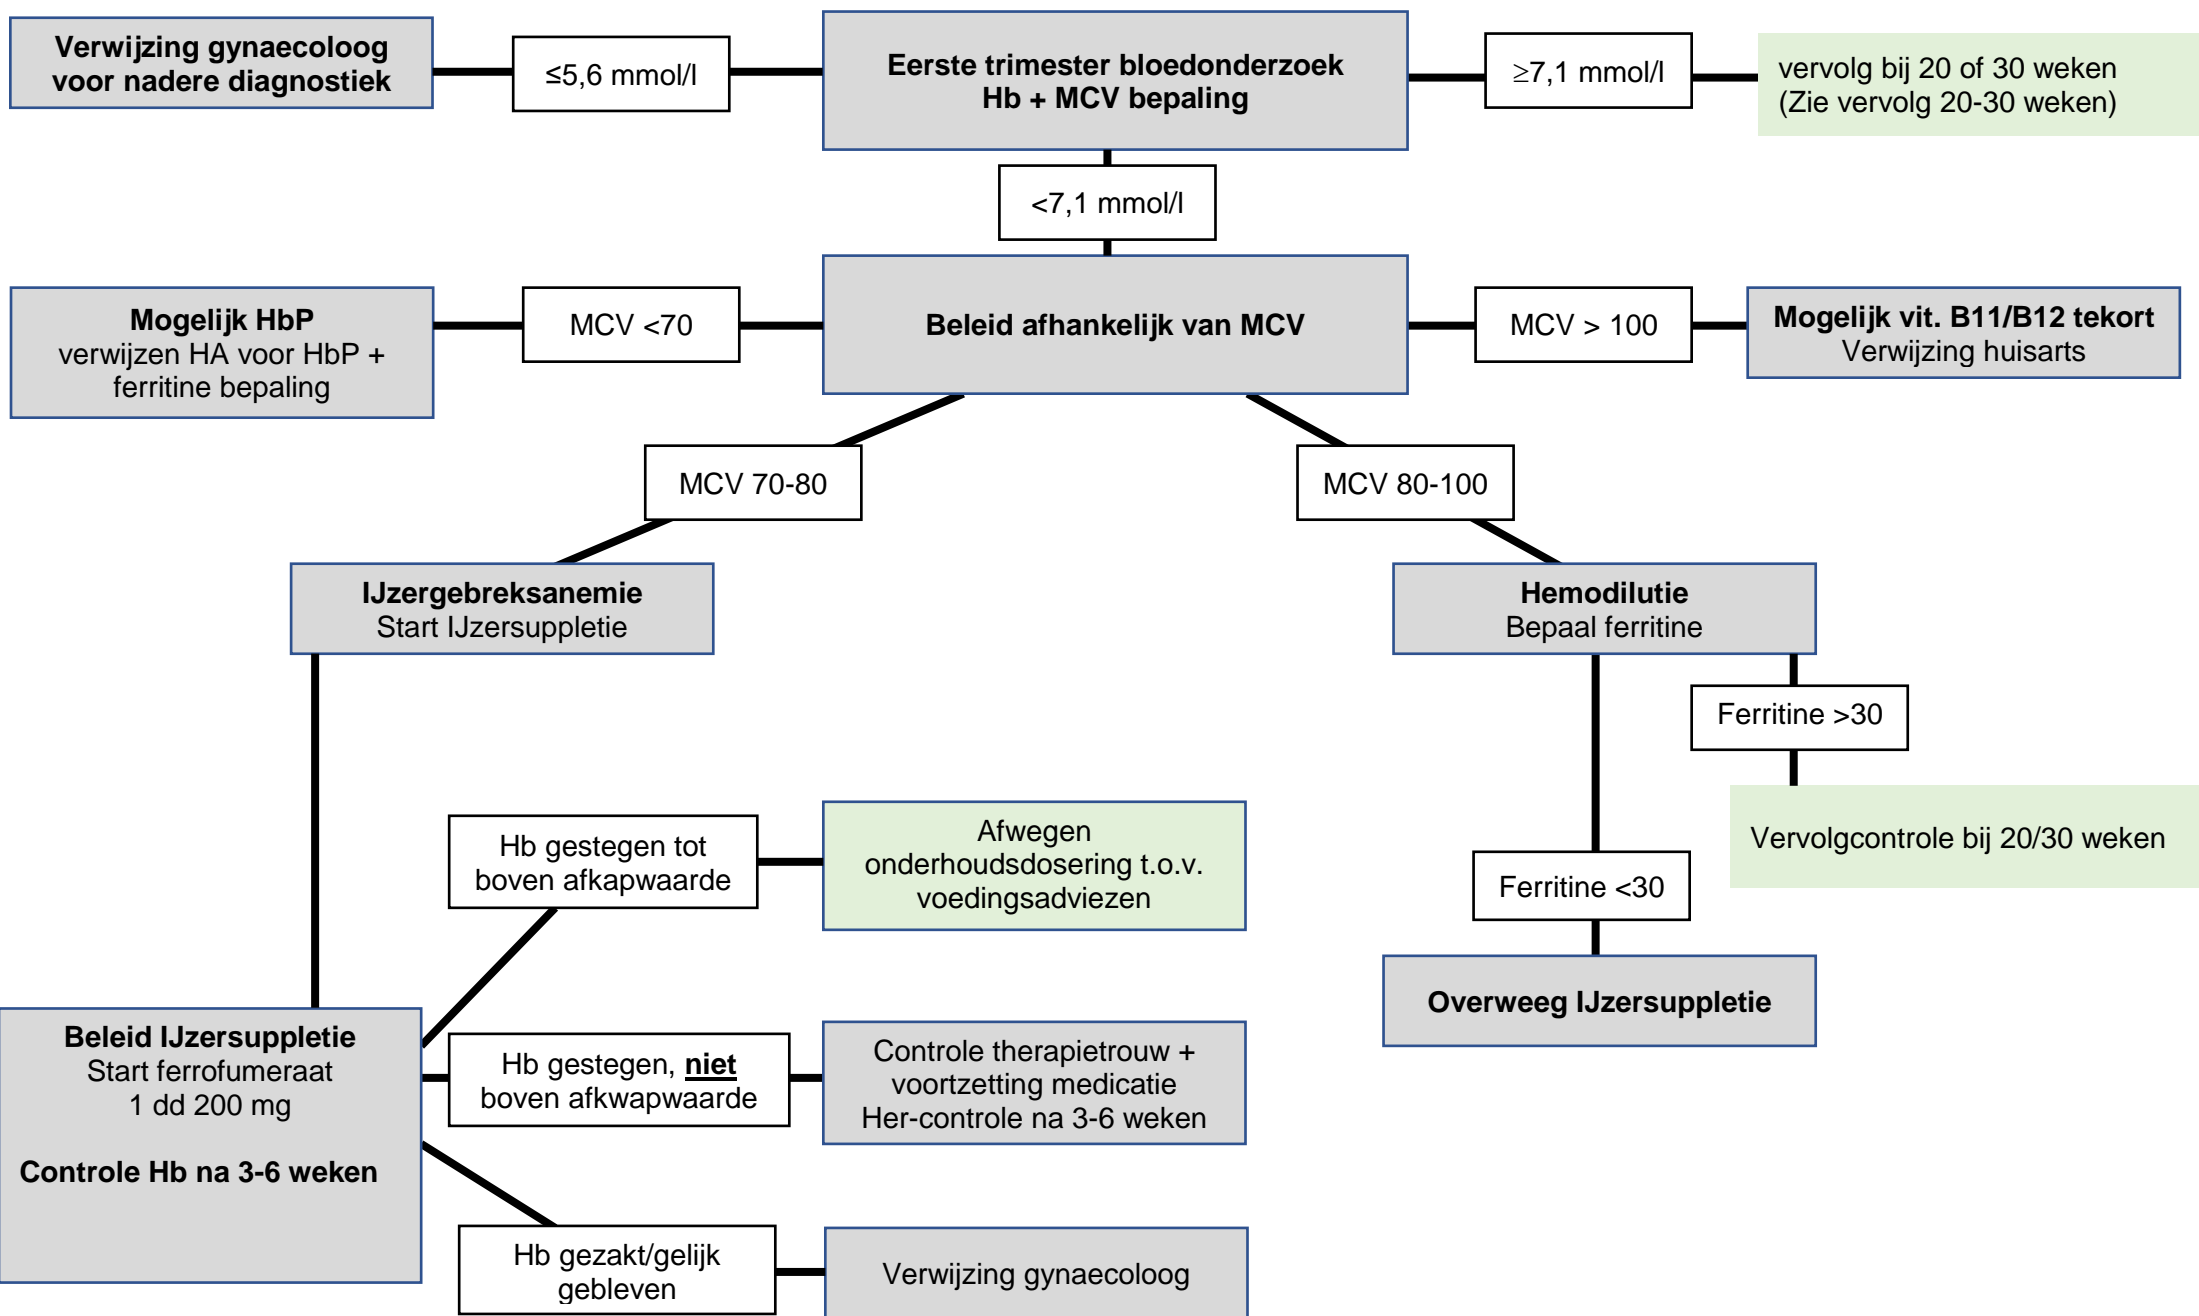 Verwijzing gynaecoloog
voor nadere diagnostiek
≤5,6 mmol/l
Eerste trimester bloedonderzoek
Hb + MCV bepaling
≥7,1 mmol/l
vervolg bij 20 of 30 weken
(Zie vervolg 20-30 weken)
<7,1 mmol/l
Mogelijk HbP
verwijzen HA voor HbP +
ferritine bepaling
MCV <70
Beleid afhankelijk van MCV
MCV > 100
Mogelijk vit. B11/B12 tekort
Verwijzing huisarts
MCV 70-80
MCV 80-100
IJzergebreksanemie
Start IJzersuppletie
Hemodilutie
Bepaal ferritine
Ferritine >30
Vervolgcontrole bij 20/30 weken
Ferritine <30
Overweeg IJzersuppletie
Hb gestegen tot
boven afkapwaarde
Afwegen
onderhoudsdosering t.o.v.
voedingsadviezen
Beleid IJzersuppletie
Start ferrofumeraat
1 dd 200 mg
Controle Hb na 3-6 weken
Hb gestegen, niet
boven afkwapwaarde
Controle therapietrouw +
voortzetting medicatie
Her-controle na 3-6 weken
Hb gezakt/gelijk
gebleven
Verwijzing gynaecoloog